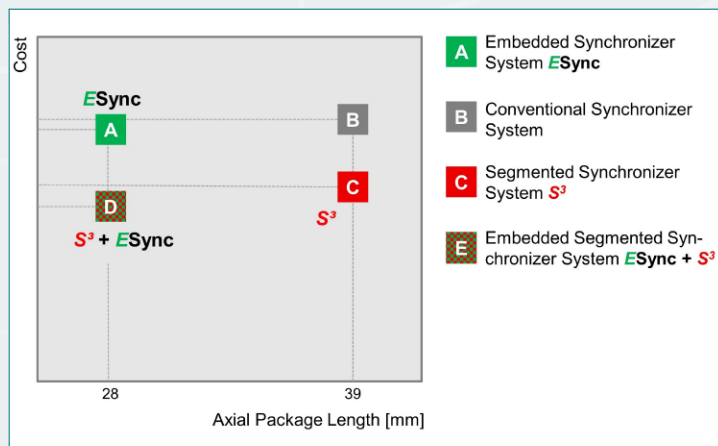 Cost
ESync
A
B
D
C
S³ + ESync
S³
28
39
Axial Package Length [mm]
A
Embedded Synchronizer
System ESync
B
Conventional Synchronizer
System
C
Segmented Synchronizer
System S³
E
Embedded Segmented Syn-
chronizer System ESync + S³